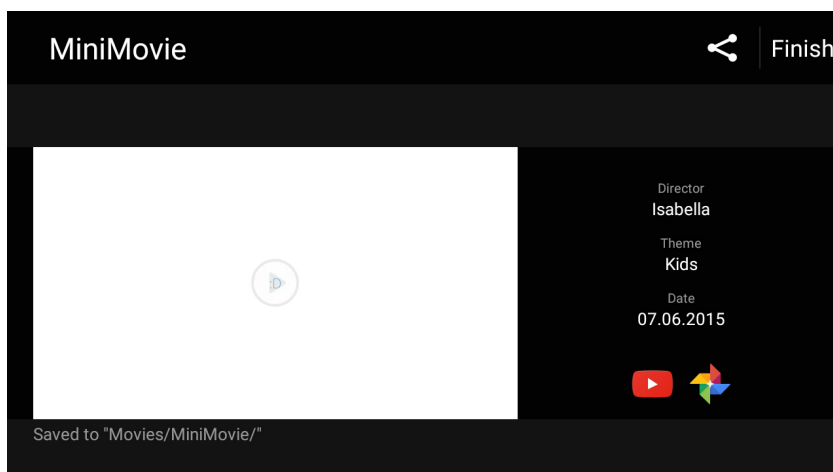 MiniMovie
Finish
:D
Director
Isabella
Theme
Kids
Date
07.06.2015
Saved to "Movies/MiniMovie/"